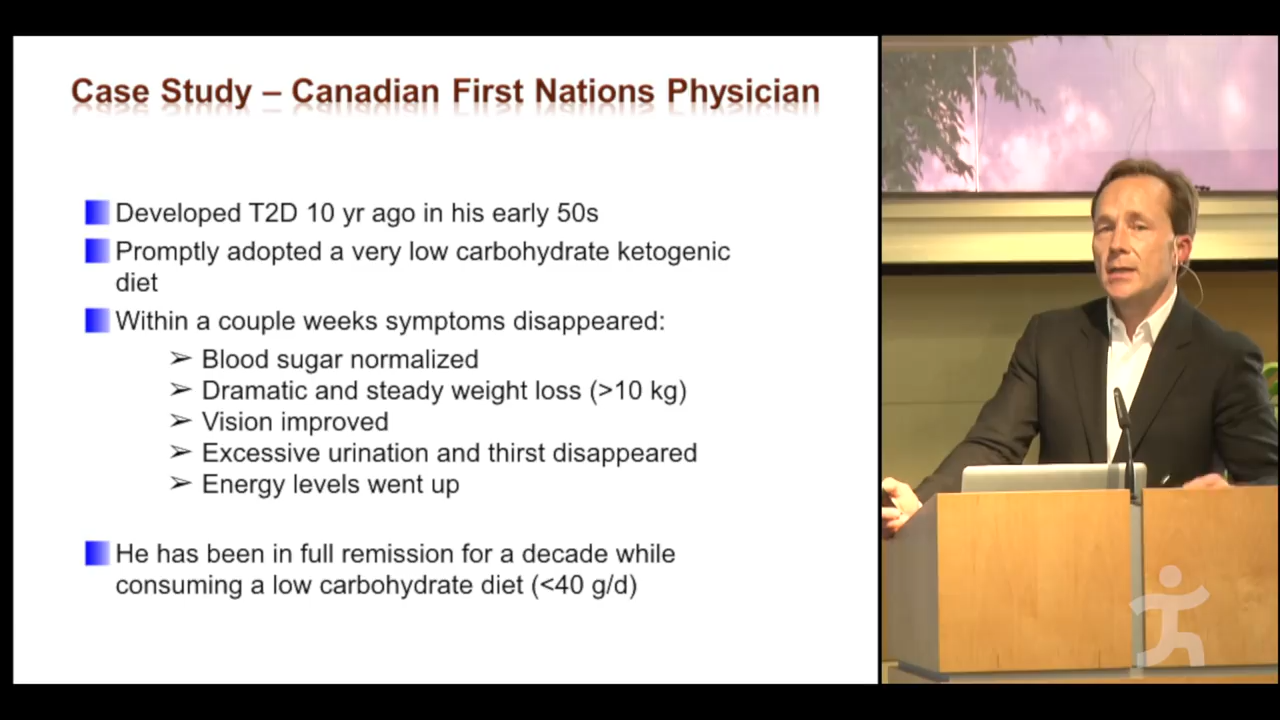 Case Study – Canadian First Nations Physician
Developed T2D 10 yr ago in his early 50s
Promptly adopted a very low carbohydrate ketogenic
diet
Within a couple weeks symptoms disappeared:
➢ Blood sugar normalized
➢ Dramatic and steady weight loss (>10 kg)
➢ Vision improved
➢ Excessive urination and thirst disappeared
➢ Energy levels went up
He has been in full remission for a decade while
consuming a low carbohydrate diet (<40 g/d)